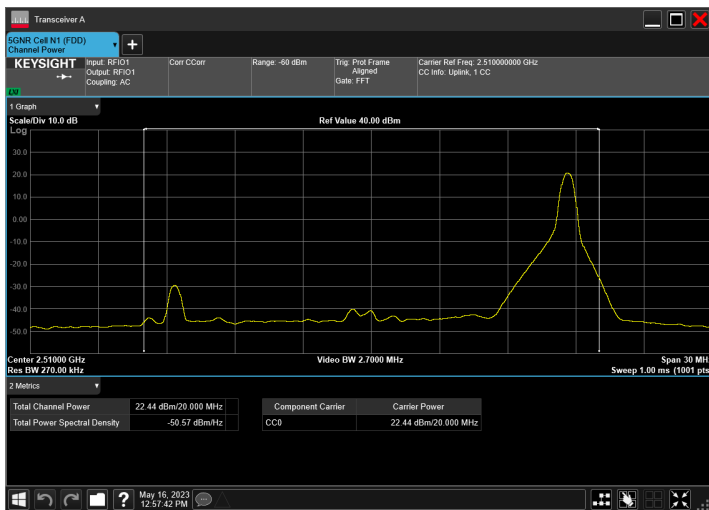 Transceiver A
5GNR Cell N1 (FDD)
Channel Power
KEYSIGHT
LXI
Input: RFIO1
Output: RFIO1
Coupling: AC
Corr CCorr
Range: -60 dBm
Trig: Prot Frame
Aligned
Gate: FFT
Carrier Ref Freq: 2.510000000 GHz
CC Info: Uplink, 1 CC
1 Graph
Scale/Div 10.0 dB
Ref Value 40.00 dBm
Log
30.0
20.0
10.0
0.00
-10.0
-20.0
-30.0
-40.0
-50.0
Center 2.51000 GHz
Video BW 2.7000 MHz
Span 30 MH
Res BW 270.00 kHz
Sweep 1.00 ms (1001 pts
2 Metrics
Total Channel Power 22.44 dBm/20.000 MHz
Total Power Spectral Density -50.57 dBm/Hz
Component Carrier Carrier Power
CC0 22.44 dBm/20.000 MHz
?
May 16, 2023
12:57:42 PM